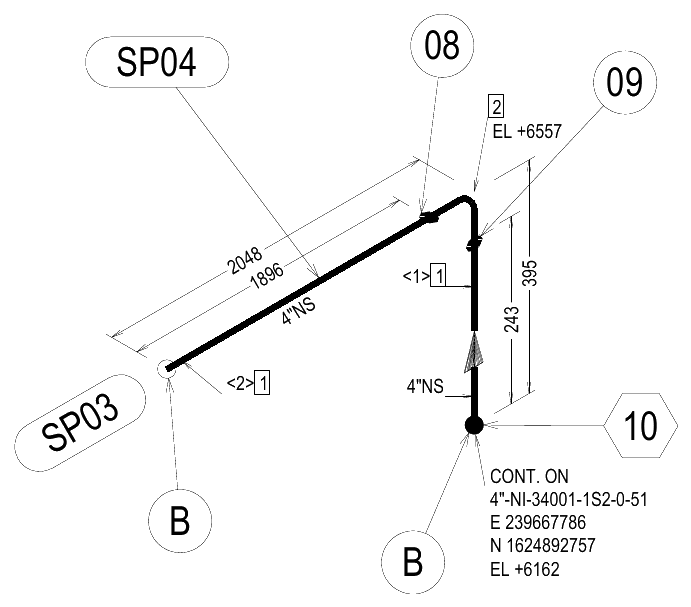 SP04
08
09
2
EL +6557
2048
1896
4"NS
<1> 1
395
243
<2> 1
4"NS
SP03
10
B
B
CONT. ON
4"-NI-34001-1S2-0-51
E 239667786
N 1624892757
EL +6162